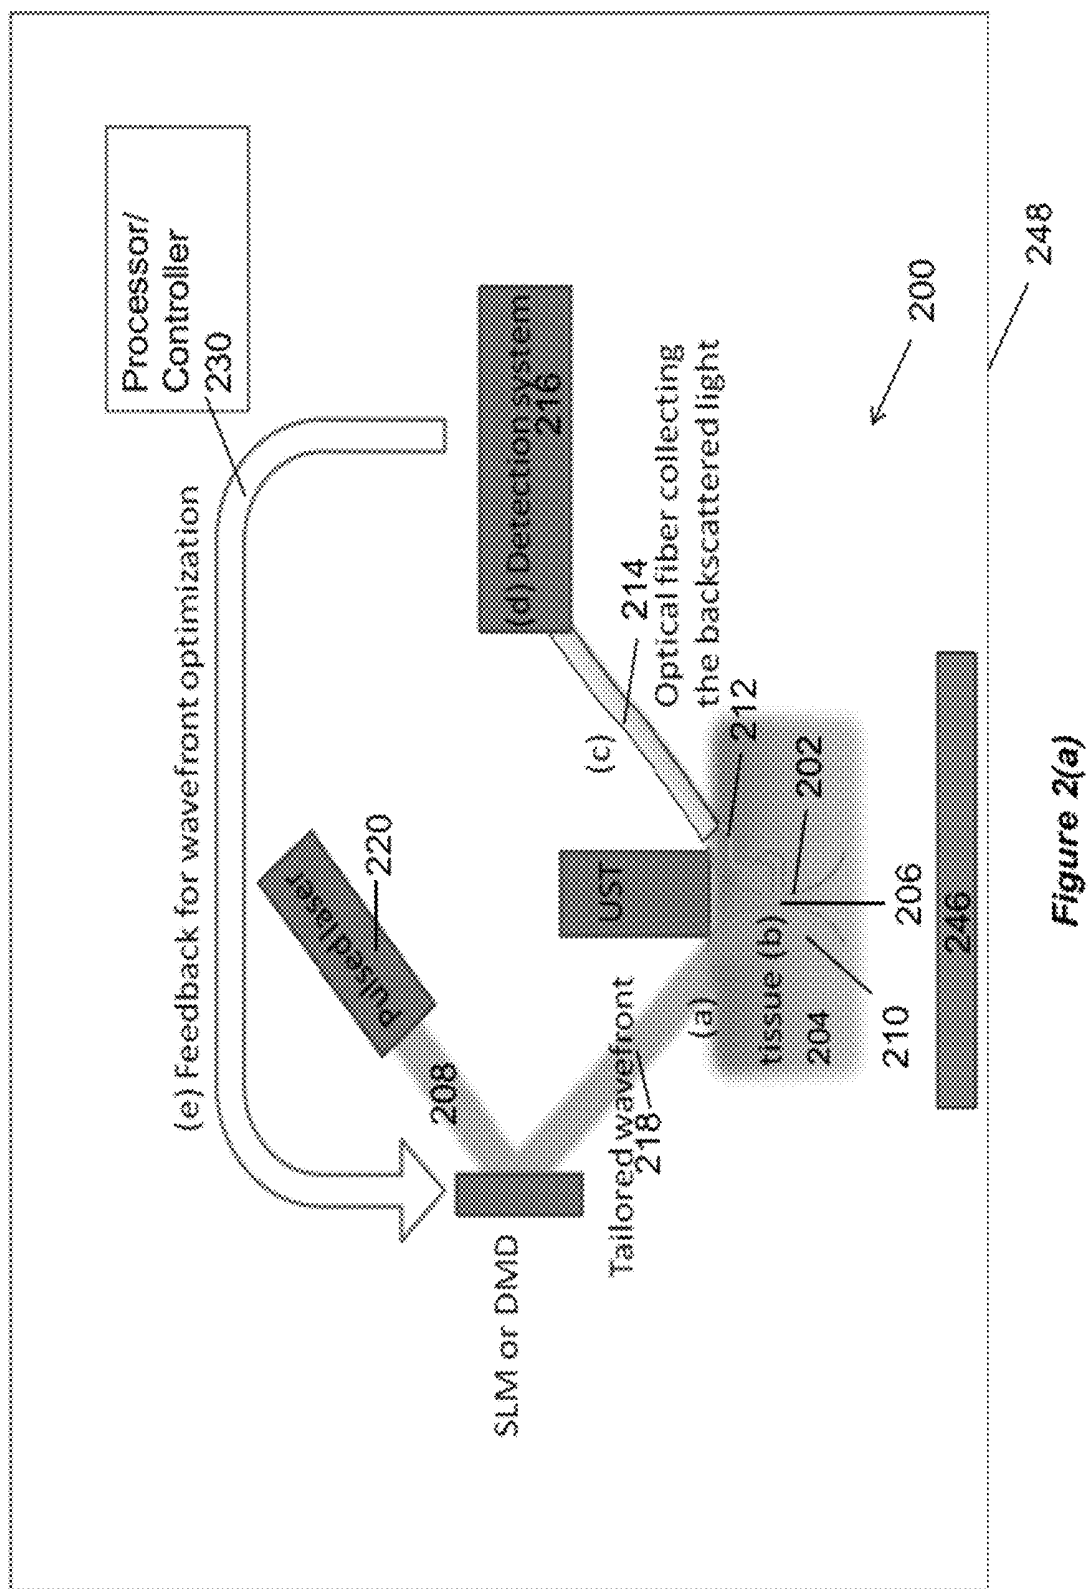 Processor/
Controller
230
(e) Feedback for wavefront optimization
Pulsed laser
220
208
SLM or DMD
(d) Detection system
216
Tailored wavefront
218
UST
(c)
214
Optical fiber collecting
the backscattered light
(a)
212
tissue (b)
202
204
206
210
200
246
248
Figure 2(a)